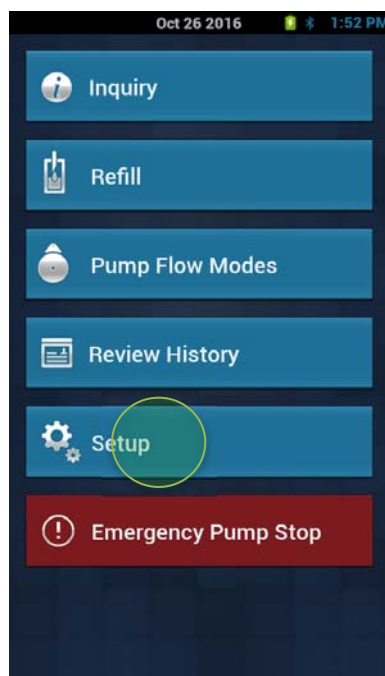 Oct 26 2016 1:52 PM
Inquiry
Refill
Pump Flow Modes
Review History
Setup
Emergency Pump Stop